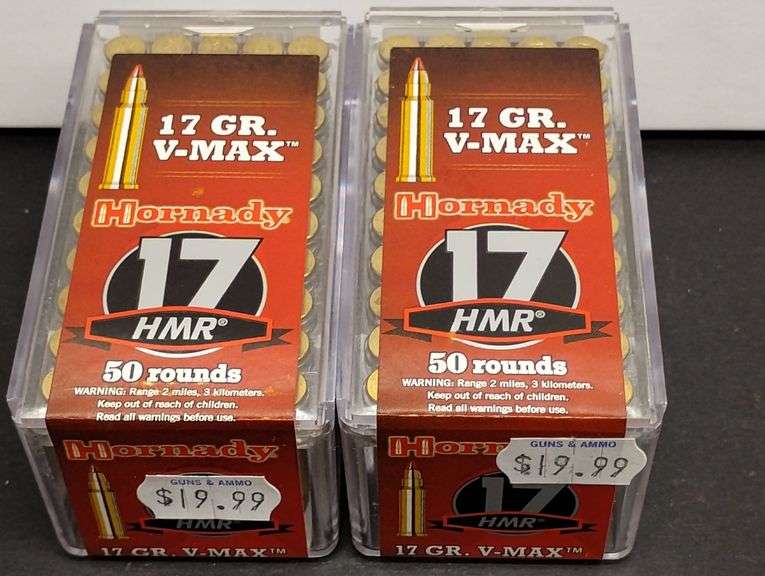 17 GR.
V-MAX™
Hornady
17
HMR®
50 rounds
WARNING: Range 2 miles, 3 kilometers.
Keep out of reach of children.
Read all warnings before use.
Hornady
GUNS & AMMO
$19.99
HMR®
17 GR. V-MAX™
17 GR.
V-MAX™
Hornady
17
HMR®
50 rounds
WARNING: Range 2 miles, 3 kilometers.
Keep out of reach of children.
Read all warnings before use.
GUNS & AMMO
$19.99
17
HMR®
17 GR. V-MAX™